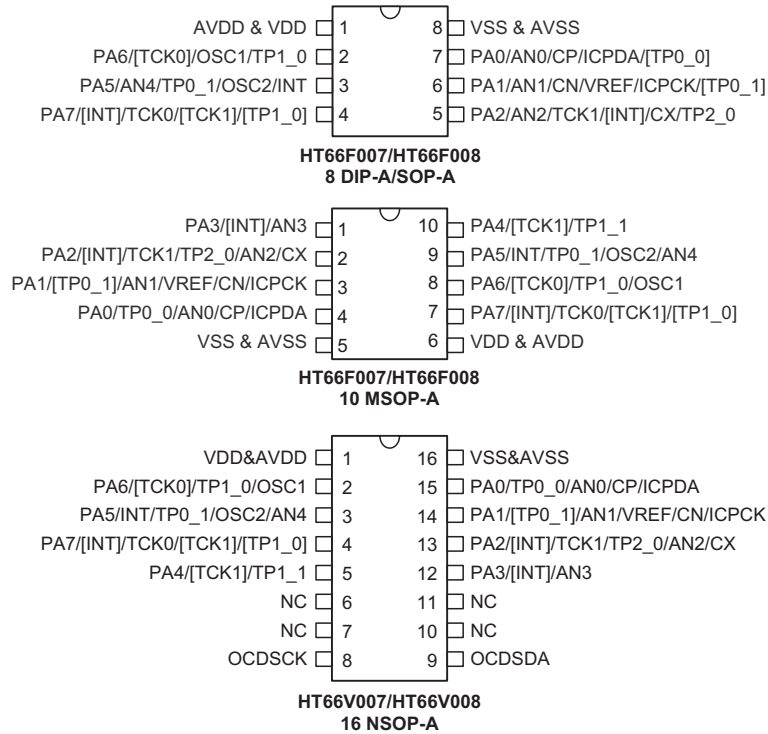 AVDD & VDD 1 8 VSS & AVSS
PA6/[TCK0]/OSC1/TP1_0 2 7 PA0/AN0/CP/ICPDA/[TP0_0]
PA5/AN4/TP0_1/OSC2/INT 3 6 PA1/AN1/CN/VREF/ICPCK/[TP0_1]
PA7/[INT]/TCK0/[TCK1]/[TP1_0] 4 5 PA2/AN2/TCK1/[INT]/CX/TP2_0
HT66F007/HT66F008
8 DIP-A/SOP-A
PA3/[INT]/AN3 1 10 PA4/[TCK1]/TP1_1
PA2/[INT]/TCK1/TP2_0/AN2/CX 2 9 PA5/INT/TP0_1/OSC2/AN4
PA1/[TP0_1]/AN1/VREF/CN/ICPCK 3 8 PA6/[TCK0]/TP1_0/OSC1
PA0/TP0_0/AN0/CP/ICPDA 4 7 PA7/[INT]/TCK0/[TCK1]/[TP1_0]
VSS & AVSS 5 6 VDD & AVDD
HT66F007/HT66F008
10 MSOP-A
VDD&AVDD 1 16 VSS&AVSS
PA6/[TCK0]/TP1_0/OSC1 2 15 PA0/TP0_0/AN0/CP/ICPDA
PA5/INT/TP0_1/OSC2/AN4 3 14 PA1/[TP0_1]/AN1/VREF/CN/ICPCK
PA7/[INT]/TCK0/[TCK1]/[TP1_0] 4 13 PA2/[INT]/TCK1/TP2_0/AN2/CX
PA4/[TCK1]/TP1_1 5 12 PA3/[INT]/AN3
NC 6 11 NC
NC 7 10 NC
OCDSCK 8 9 OCDSDA
HT66V007/HT66V008
16 NSOP-A